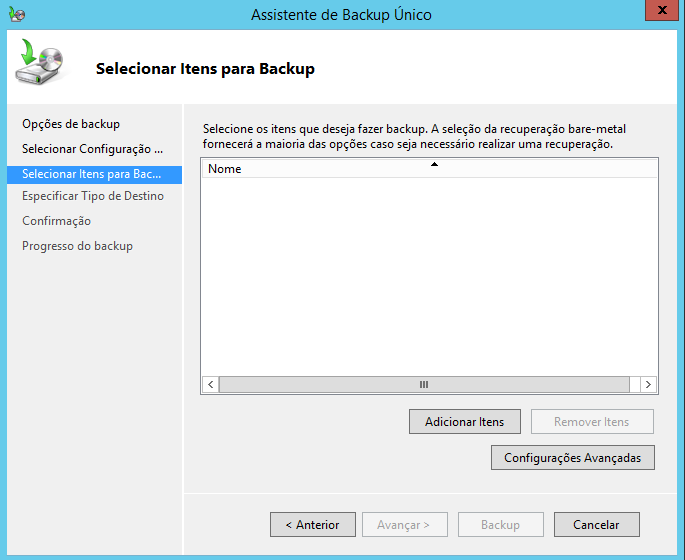 Assistente de Backup Único
x
Selecionar Itens para Backup
Opções de backup
Selecionar Configuração ...
Selecionar Itens para Bac...
Especificar Tipo de Destino
Confirmação
Progresso do backup
Selecione os itens que deseja fazer backup. A seleção da recuperação bare-metal
fornecerá a maioria das opções caso seja necessário realizar uma recuperação.
Nome
Adicionar Itens
Remover Itens
Configurações Avançadas
< Anterior
Avançar >
Backup
Cancelar